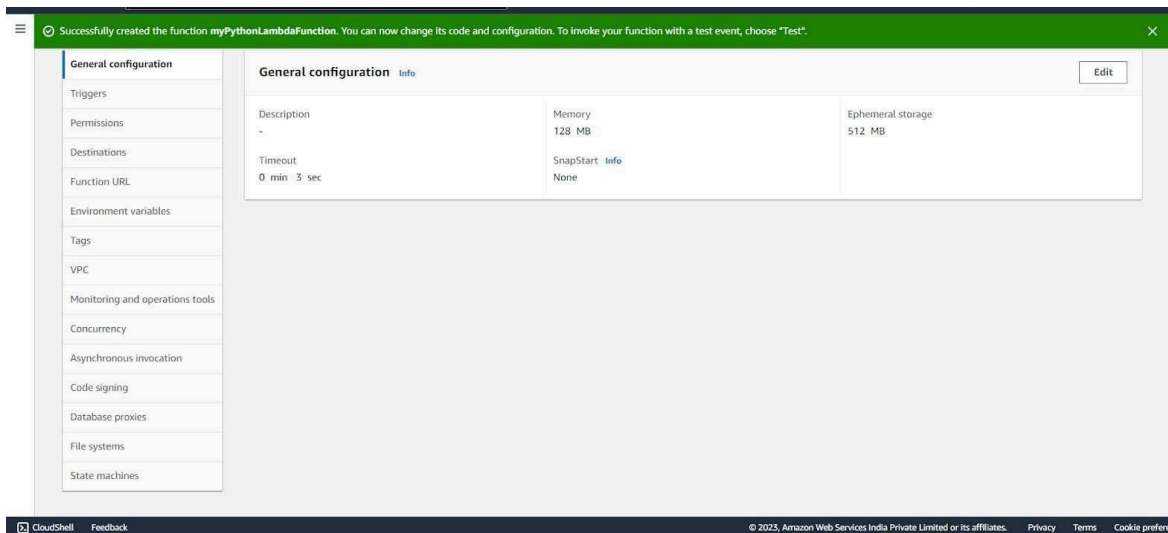 Successfully created the function myPythonLambdaFunction. You can now change its code and configuration. To invoke your function with a test event, choose "Test".
General configuration
Triggers
Permissions
Destinations
Function URL
Environment variables
Tags
VPC
Monitoring and operations tools
Concurrency
Asynchronous invocation
Code signing
Database proxies
File systems
State machines
General configuration Info
Edit
Description
-
Memory
128 MB
Ephemeral storage
512 MB
Timeout
0 min 3 sec
SnapStart Info
None
CloudShell Feedback © 2023, Amazon Web Services India Private Limited or its affiliates. Privacy Terms Cookie prefere